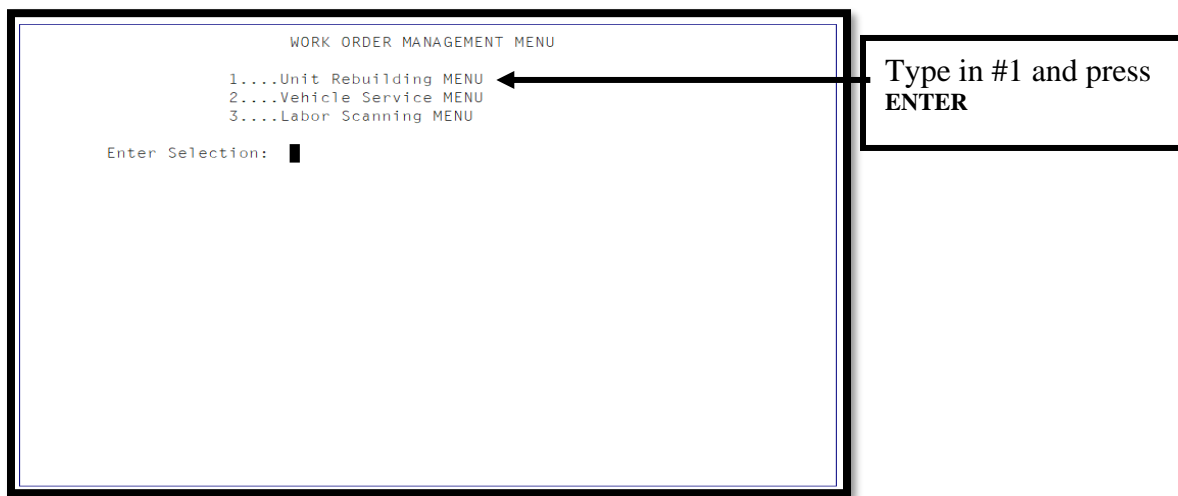 WORK ORDER MANAGEMENT MENU
1....Unit Rebuilding MENU
2....Vehicle Service MENU
3....Labor Scanning MENU
Enter Selection:
Type in #1 and press
ENTER